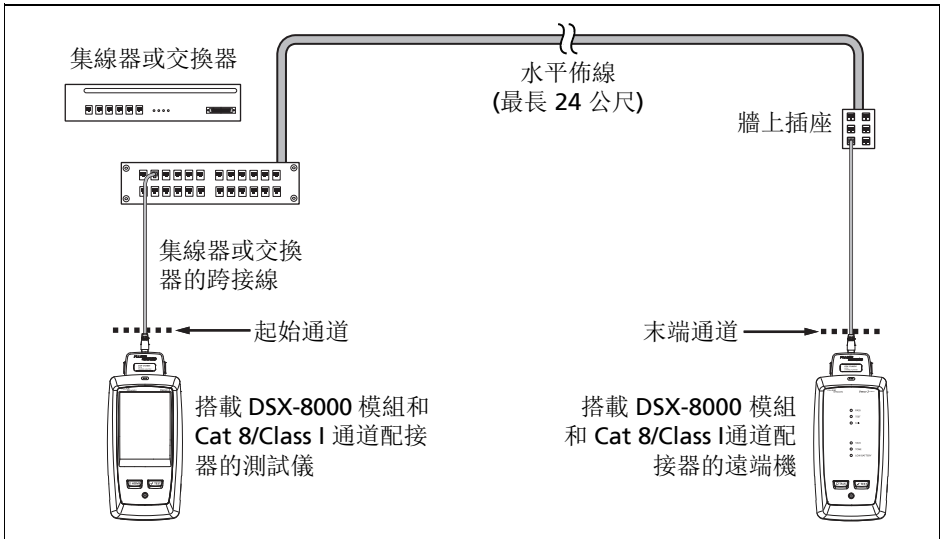 集線器或交換器
水平佈線
(最長 24 公尺)
牆上插座
集線器或交換
器的跨接線
起始通道
末端通道
搭載 DSX-8000 模組和
Cat 8/Class I 通道配接
器的測試儀
搭載 DSX-8000 模組
和 Cat 8/Class I通道配
接器的遠端機